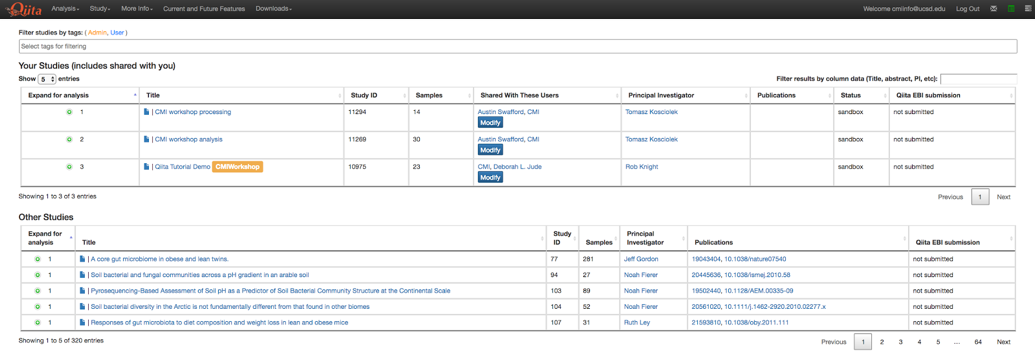 Qiita Analysis Study More Info Current and Future Features Downloads Welcome cmiinfo@ucsd.edu Log Out
Filter studies by tags: ( Admin, User )
Select tags for filtering
Your Studies (includes shared with you)
Show 5 entries Filter results by column data (Title, abstract, PI, etc):
Expand for analysis Title Study ID Samples Shared With These Users Principal Investigator Publications Status Qiita EBI submission
1 | CMI workshop processing 11294 14 Austin Swafford, CMI Tomasz Kosciolek sandbox not submitted
Modify
2 | CMI workshop analysis 11269 30 Austin Swafford, CMI Tomasz Kosciolek sandbox not submitted
Modify
3 | Qiita Tutorial Demo CMIWorkshop 10975 23 CMI, Deborah L. Jude Rob Knight sandbox not submitted
Modify
Showing 1 to 3 of 3 entries Previous 1 Next
Other Studies
Expand for analysis Title Study ID Samples Principal Investigator Publications Qiita EBI submission
1 | A core gut microbiome in obese and lean twins. 77 281 Jeff Gordon 19043404, 10.1038/nature07540 not submitted
1 | Soil bacterial and fungal communities across a pH gradient in an arable soil 94 27 Noah Fierer 20445636, 10.1038/ismej.2010.58 not submitted
1 | Pyrosequencing-Based Assessment of Soil pH as a Predictor of Soil Bacterial Community Structure at the Continental Scale 103 89 Noah Fierer 19502440, 10.1128/AEM.00335-09 not submitted
1 | Soil bacterial diversity in the Arctic is not fundamentally different from that found in other biomes 104 52 Noah Fierer 20561020, 10.1111/j.1462-2920.2010.02277.x not submitted
1 | Responses of gut microbiota to diet composition and weight loss in lean and obese mice 107 31 Ruth Ley 21593810, 10.1038/oby.2011.111 not submitted
Showing 1 to 5 of 320 entries Previous 1 2 3 4 5 .... 64 Next